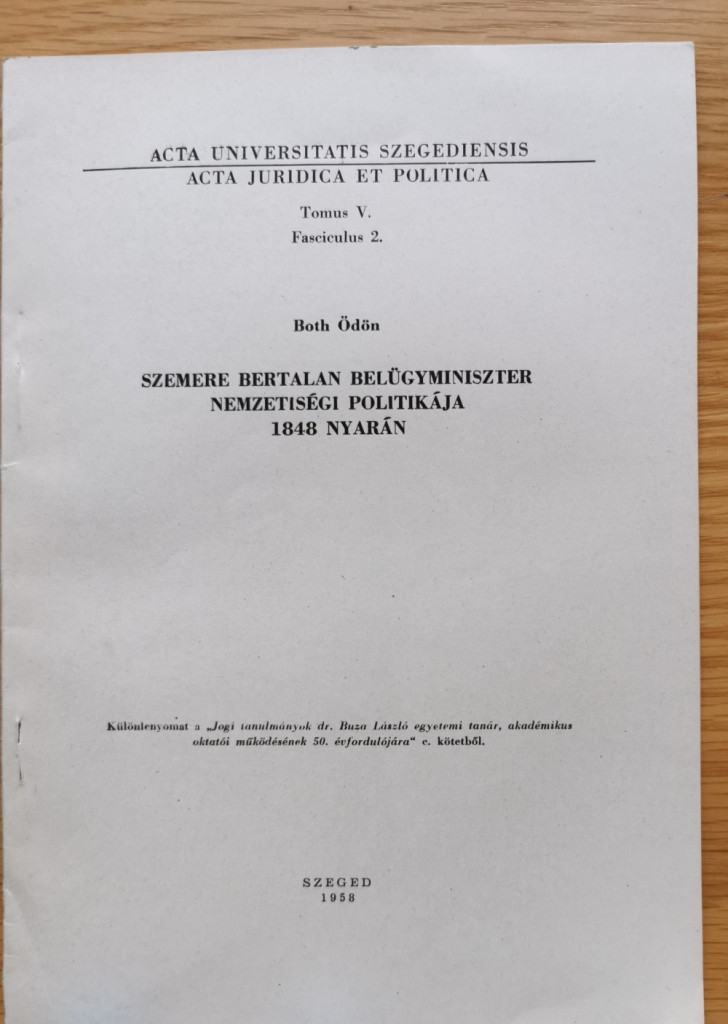 ACTA UNIVERSITATIS SZEGEDIENSIS
ACTA JURIDICA ET POLITICA
Tomus V.
Fasciculus 2.
Both Ödön
SZEMERE BERTALAN BELÜGYMINISZTER
NEMZETISÉGI POLITIKÁJA
1848 NYARÁN
Különlenyomat a „Jogi tanulmányok dr. Buza László egyetemi tanár, akadémikus
oktatói működésének 50. évfordulójára“ c. kötetből.
SZEGED
1958